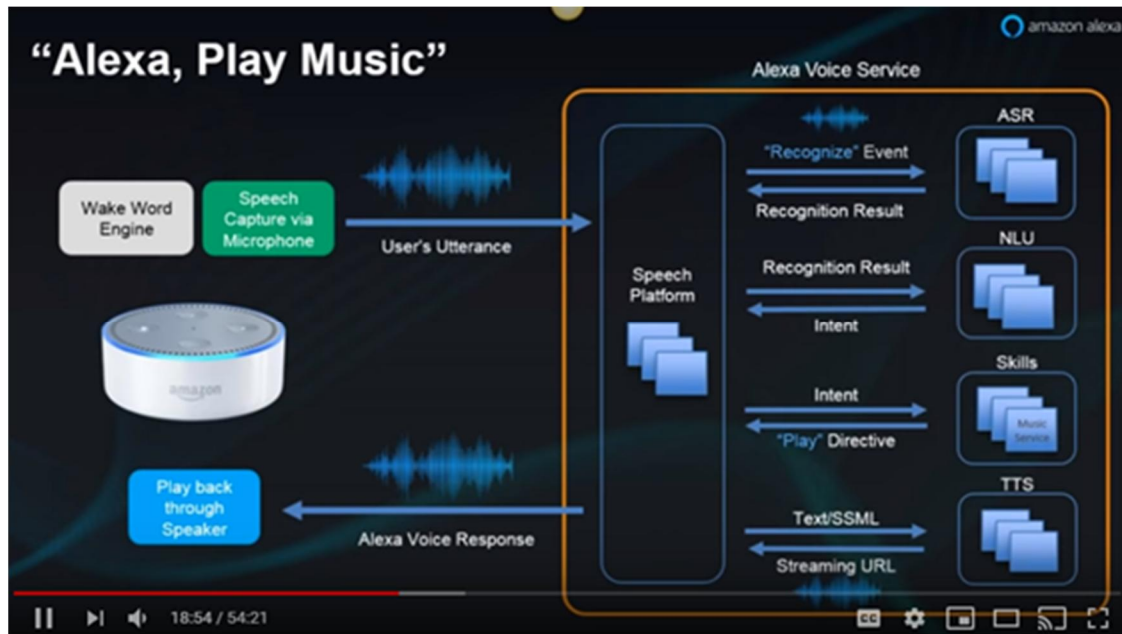 “Alexa, Play Music”
amazon alexa
Alexa Voice Service
ASR
“Recognize” Event
Recognition Result
Wake Word
Engine
Speech
Capture via
Microphone
User's Utterance
NLU
Recognition Result
Intent
Speech
Platform
amazon
Skills
Intent
“Play” Directive
Music
Service
TTS
Text/SSML
Streaming URL
Play back
through
Speaker
Alexa Voice Response
18:54 / 54:21
CC